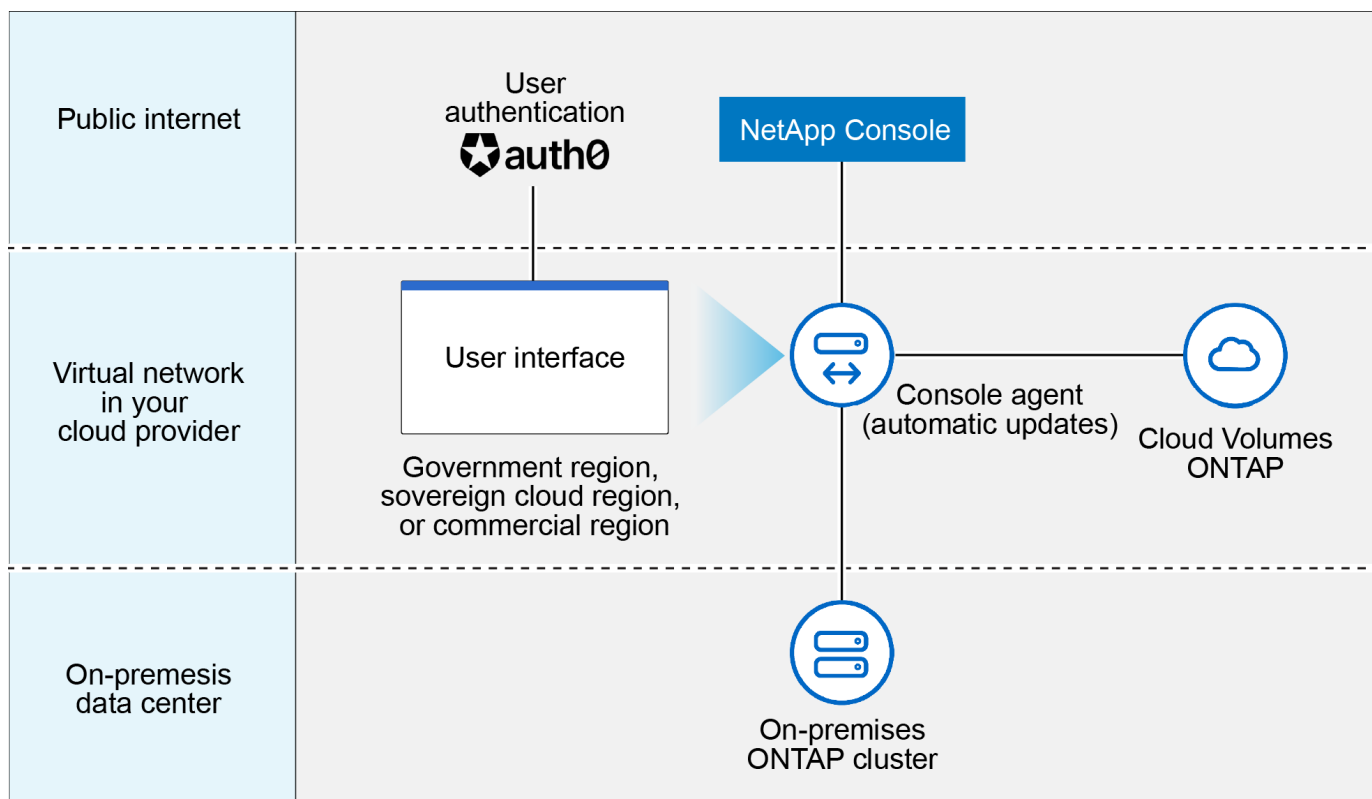 Public internet
User
authentication
auth0
NetApp Console
Virtual network
in your
cloud provider
User interface
Government region,
sovereign cloud region,
or commercial region
Console agent
(automatic updates)
Cloud Volumes
ONTAP
On-premesis
data center
On-premises
ONTAP cluster